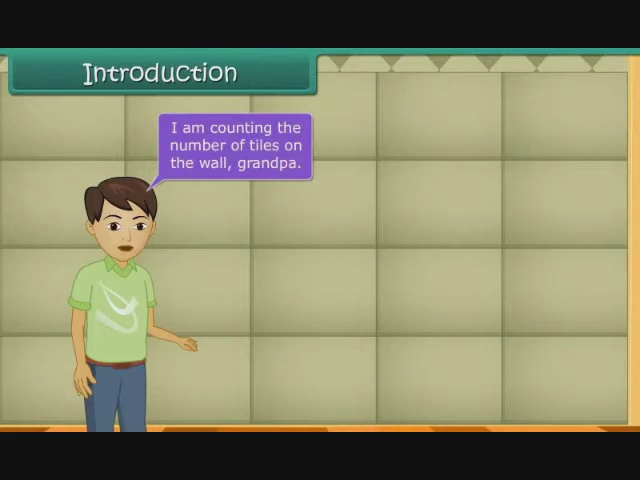 Introduction
I am counting the
number of tiles on
the wall, grandpa.